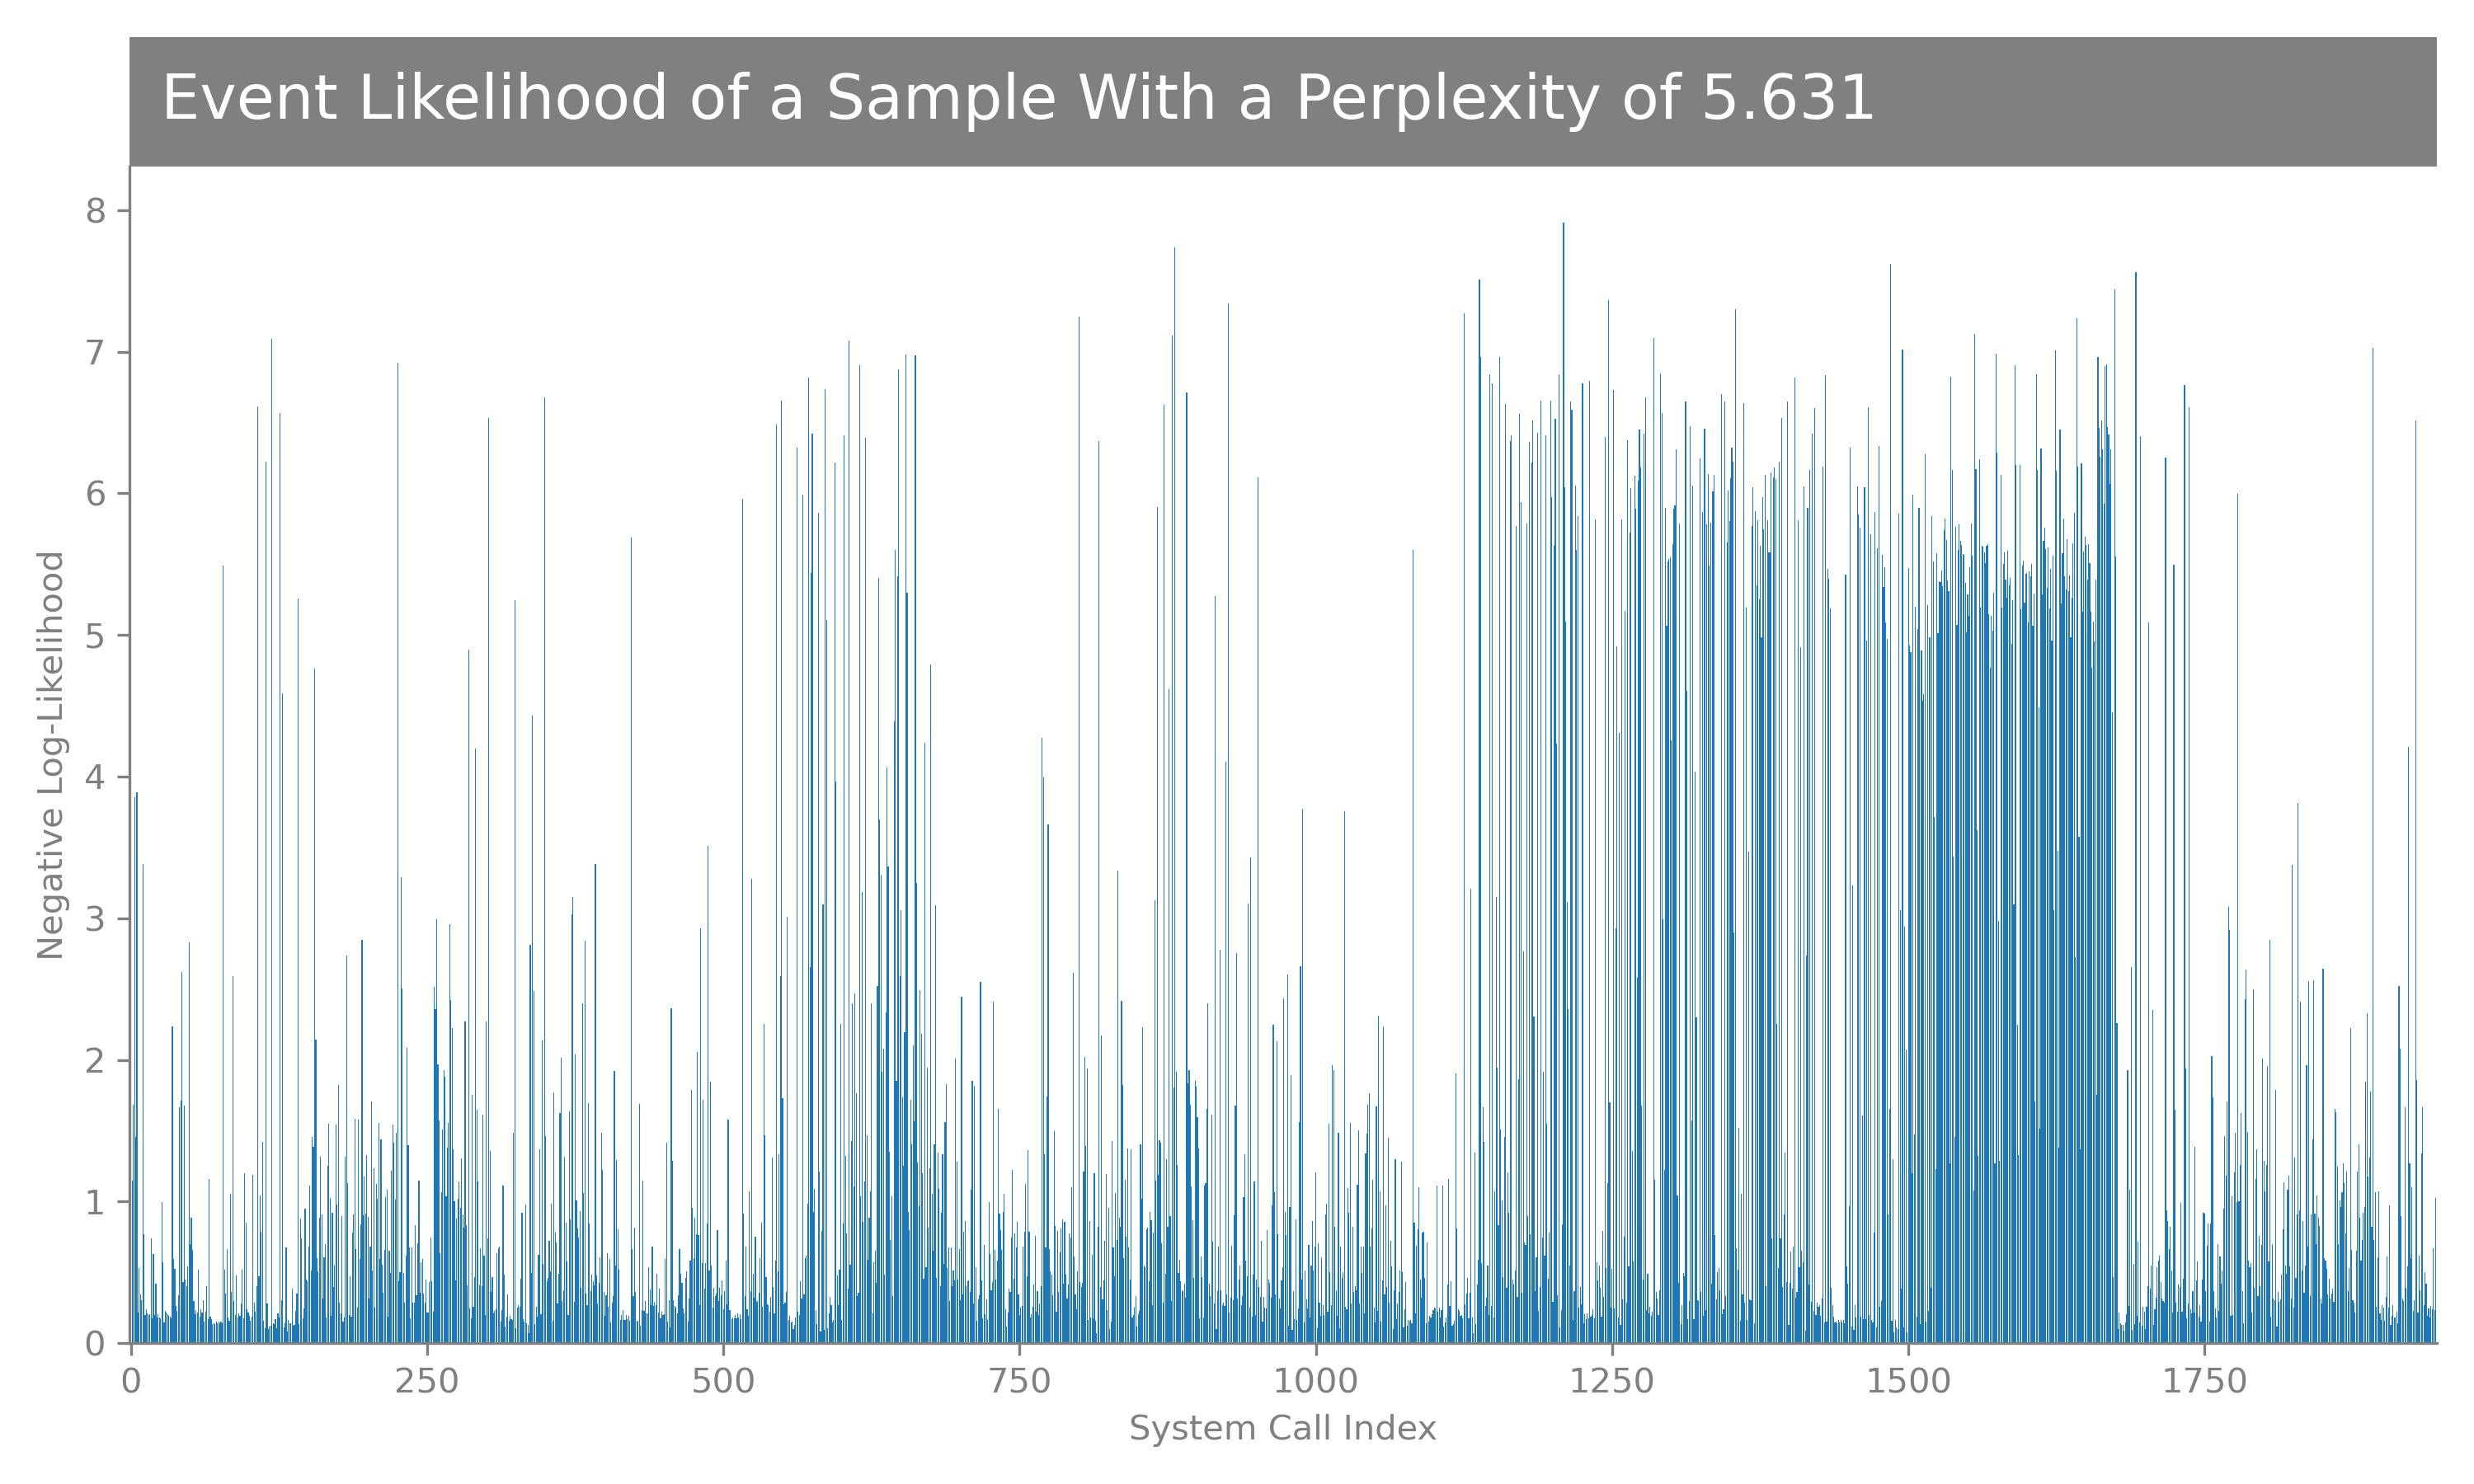 Event Likelihood of a Sample With a Perplexity of 5.631
8
7
6
5
4
3
2
1
0
Negative Log-Likelihood
0 250 500 750 1000 1250 1500 1750
System Call Index